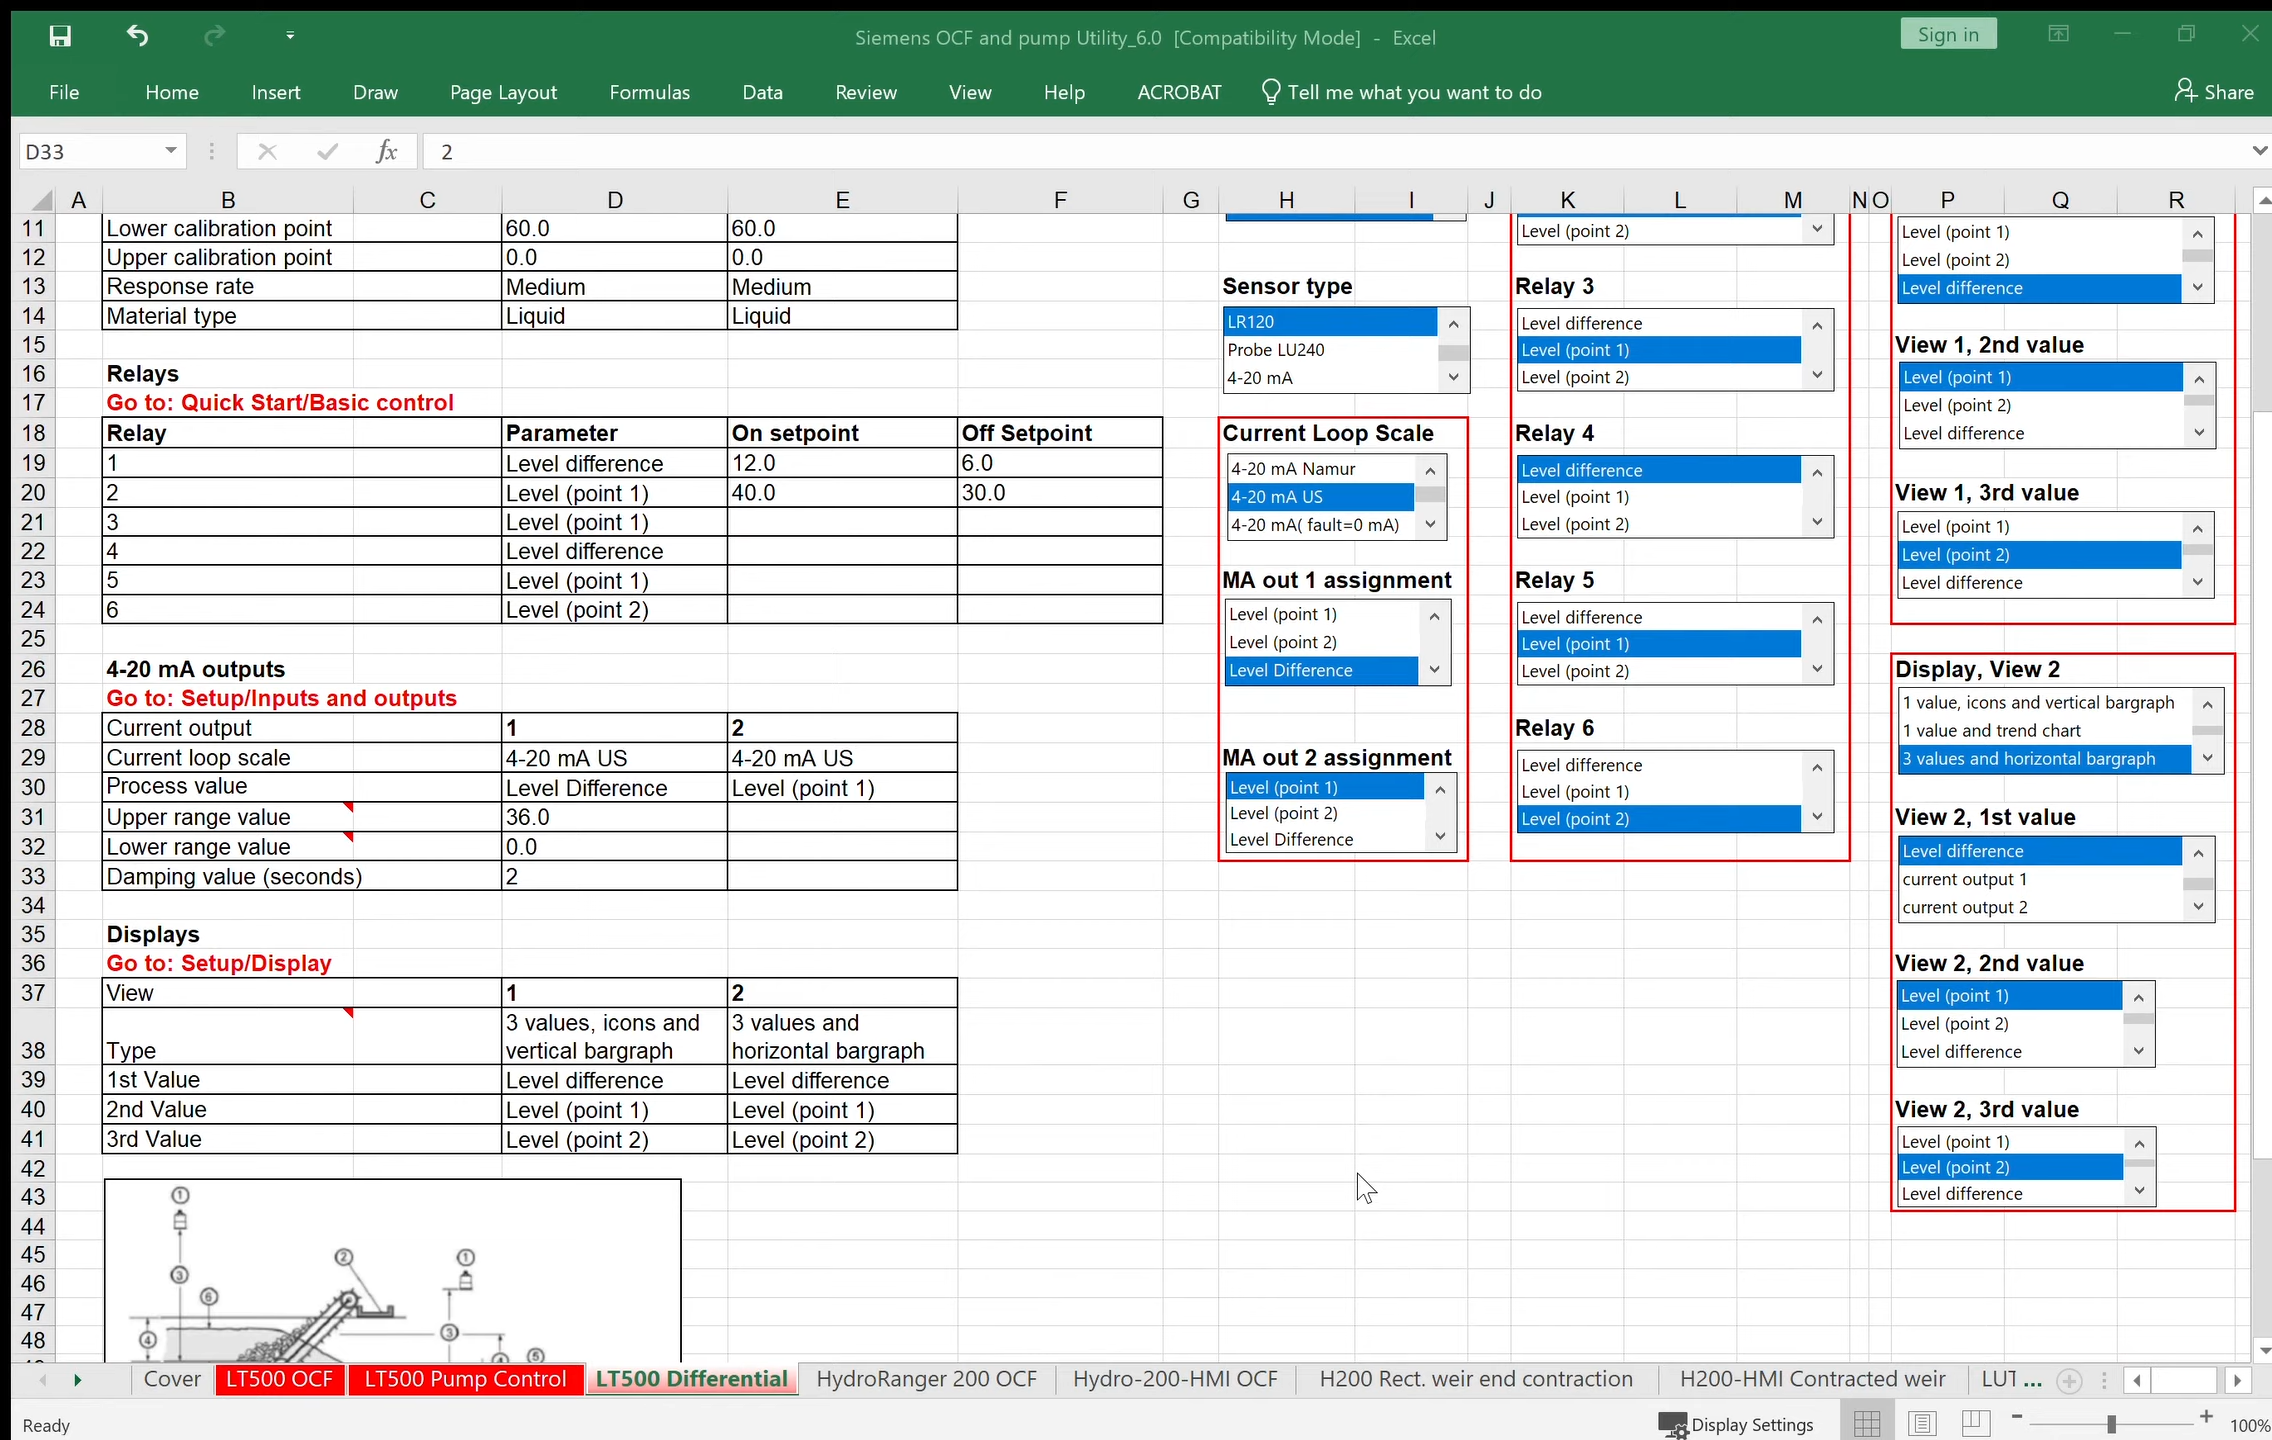 Siemens OCF and pump Utility_6.0 [Compatibility Mode] - Excel
Sign in
File Home Insert Draw Page Layout Formulas Data Review View Help ACROBAT Tell me what you want to do Share
D33 fx 2
A B C D E F G H I J K L M N O P Q R
11 Lower calibration point 60.0 60.0
12 Upper calibration point 0.0 0.0
13 Response rate Medium Medium
14 Material type Liquid Liquid
15
16 Relays
17 Go to: Quick Start/Basic control
18 Relay Parameter On setpoint Off Setpoint
19 1 Level difference 12.0 6.0
20 2 Level (point 1) 40.0 30.0
21 3 Level (point 1)
22 4 Level difference
23 5 Level (point 1)
24 6 Level (point 2)
25
26 4-20 mA outputs
27 Go to: Setup/Inputs and outputs
28 Current output 1 2
29 Current loop scale 4-20 mA US 4-20 mA US
30 Process value Level Difference Level (point 1)
31 Upper range value 36.0
32 Lower range value 0.0
33 Damping value (seconds) 2
34
35 Displays
36 Go to: Setup/Display
37 View 1 2
3 values, icons and 3 values and
38 Type vertical bargraph horizontal bargraph
39 1st Value Level difference Level difference
40 2nd Value Level (point 1) Level (point 1)
41 3rd Value Level (point 2) Level (point 2)
42
43
44
45
46
47
48
1
2
1
3
6
3
4
5
Sensor type
LR120
Probe LU240
4-20 mA
Current Loop Scale
4-20 mA Namur
4-20 mA US
4-20 mA( fault=0 mA)
MA out 1 assignment
Level (point 1)
Level (point 2)
Level Difference
MA out 2 assignment
Level (point 1)
Level (point 2)
Level Difference
Level (point 2)
Relay 3
Level difference
Level (point 1)
Level (point 2)
Relay 4
Level difference
Level (point 1)
Level (point 2)
Relay 5
Level difference
Level (point 1)
Level (point 2)
Relay 6
Level difference
Level (point 1)
Level (point 2)
Level (point 1)
Level (point 2)
Level difference
View 1, 2nd value
Level (point 1)
Level (point 2)
Level difference
View 1, 3rd value
Level (point 1)
Level (point 2)
Level difference
Display, View 2
1 value, icons and vertical bargraph
1 value and trend chart
3 values and horizontal bargraph
View 2, 1st value
Level difference
current output 1
current output 2
View 2, 2nd value
Level (point 1)
Level (point 2)
Level difference
View 2, 3rd value
Level (point 1)
Level (point 2)
Level difference
Cover LT500 OCF LT500 Pump Control LT500 Differential HydroRanger 200 OCF Hydro-200-HMI OCF H200 Rect. weir end contraction H200-HMI Contracted weir LUT ...
Ready Display Settings 100%